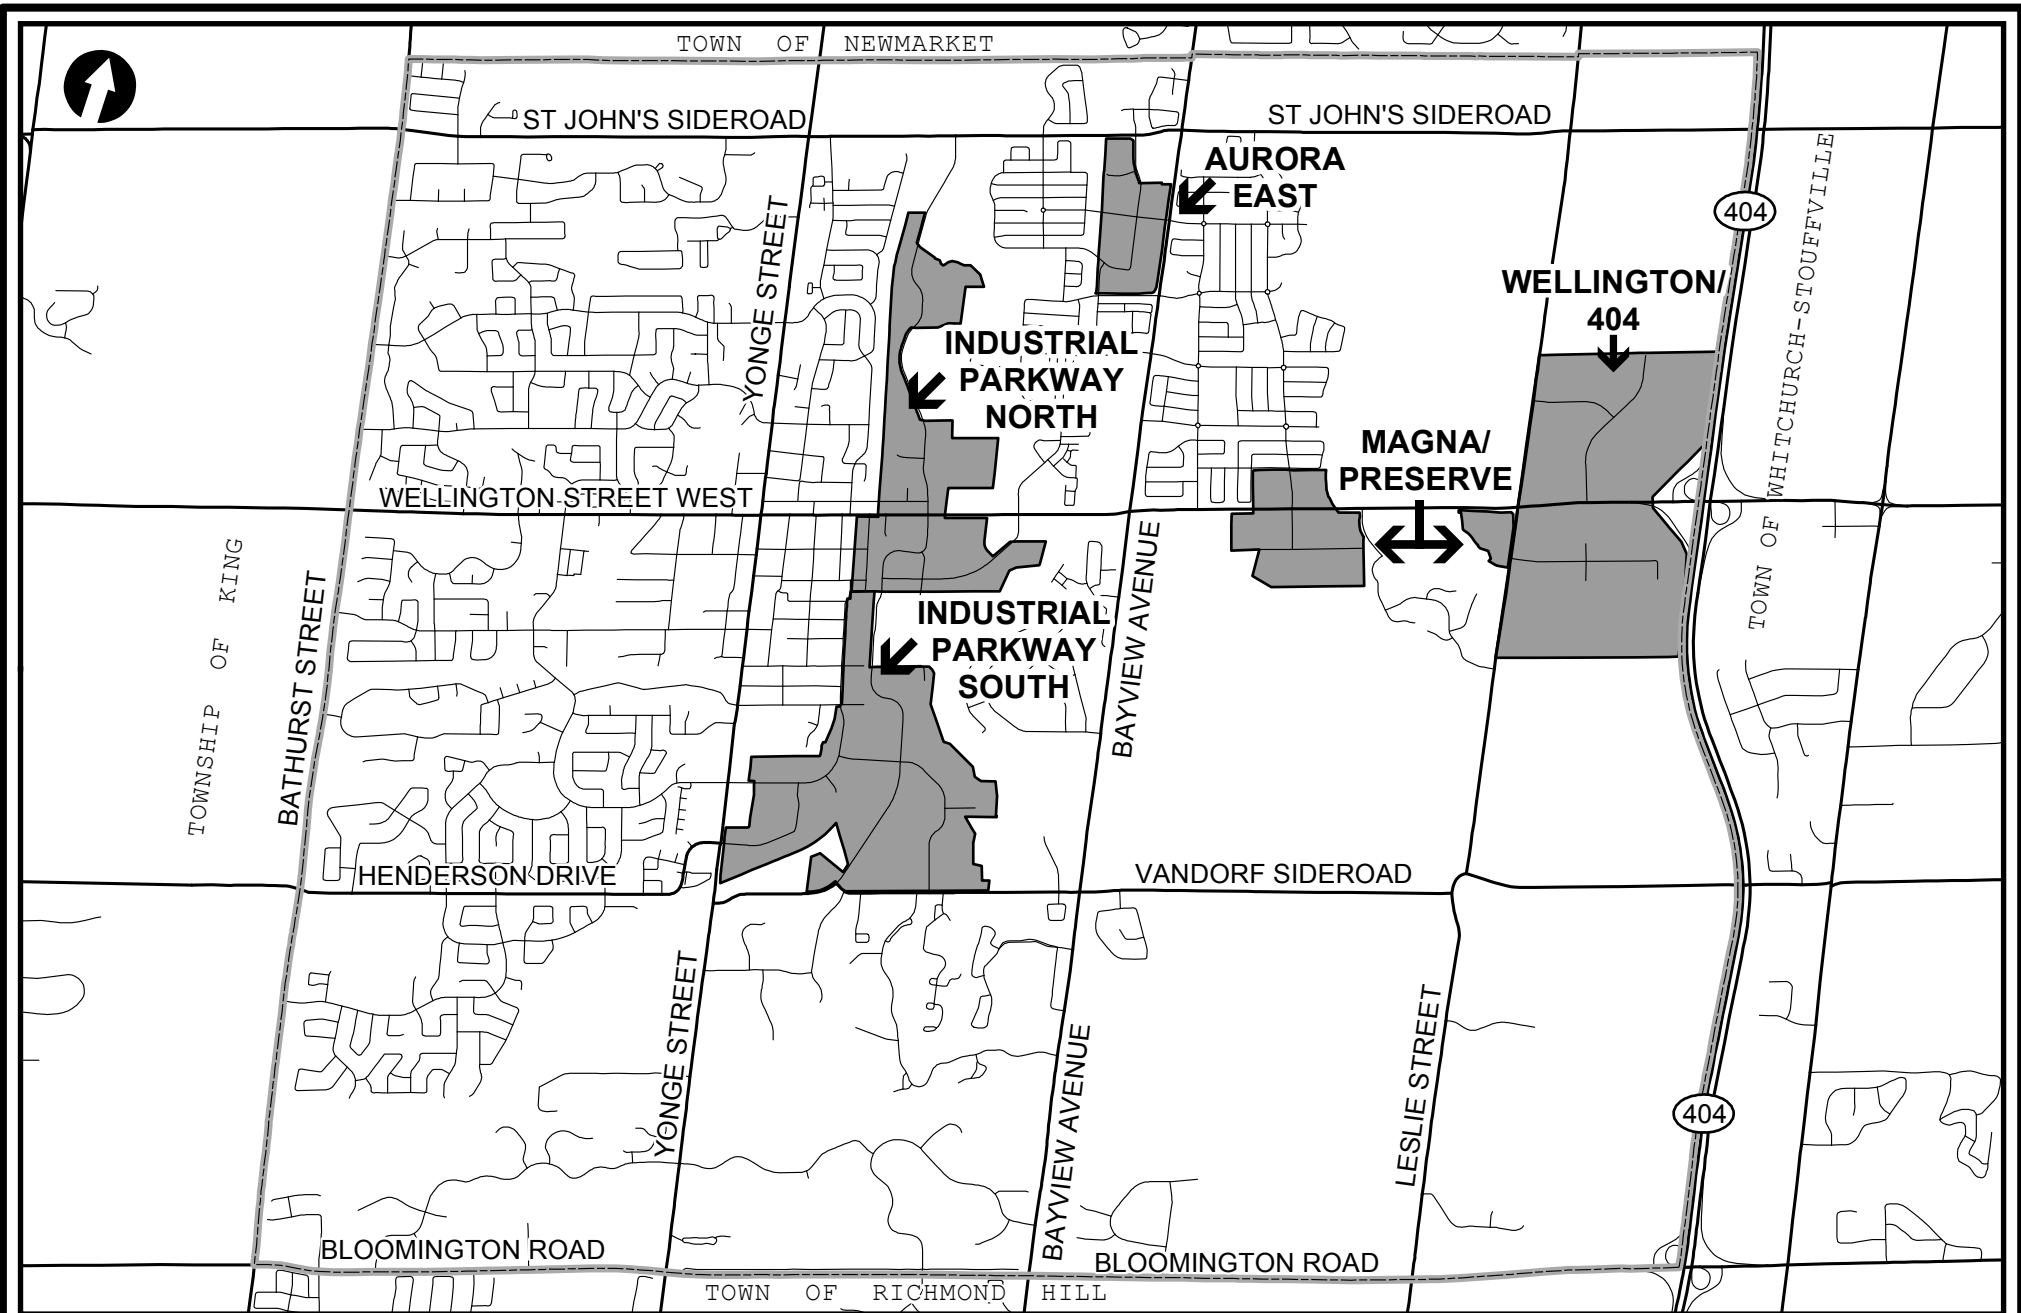 TOWN OF NEWMARKET
ST JOHN'S SIDEROAD
ST JOHN'S SIDEROAD
AURORA
EAST
404
TOWN OF WHITCHURCH-STOUFFVILLE
YONGE STREET
WELLINGTON/
404
INDUSTRIAL
PARKWAY
NORTH
MAGNA/
PRESERVE
WELLINGTON STREET WEST
TOWNSHIP OF KING
BATHURST STREET
BAYVIEW AVENUE
INDUSTRIAL
PARKWAY
SOUTH
HENDERSON DRIVE
VANDORF SIDEROAD
YONGE STREET
BAYVIEW AVENUE
LESLIE STREET
404
BLOOMINGTON ROAD
BLOOMINGTON ROAD
TOWN OF RICHMOND HILL